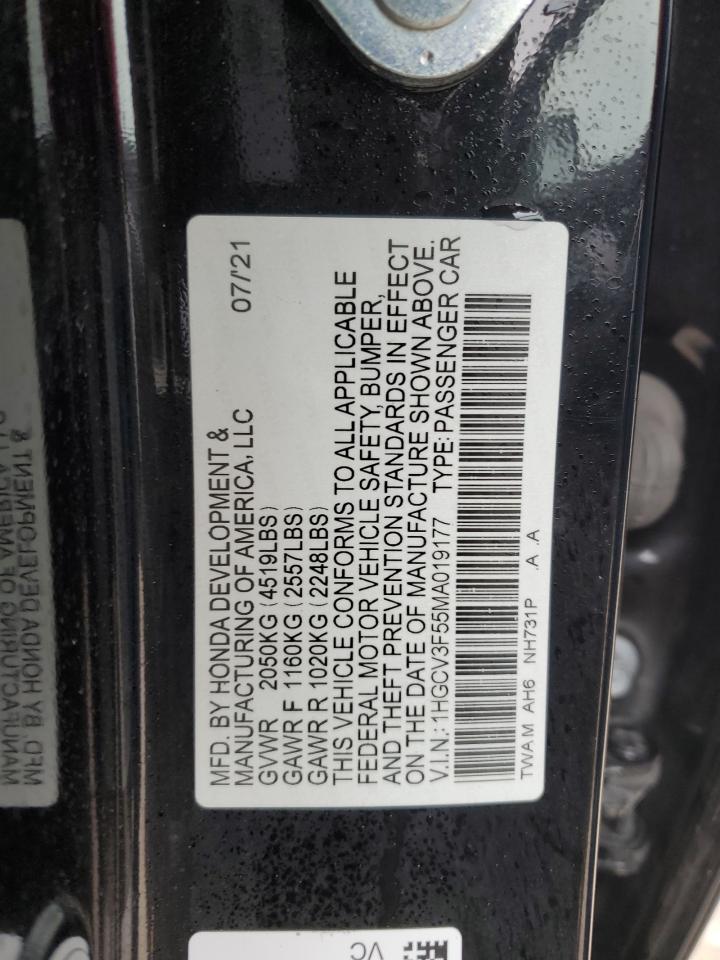 MFD. BY HONDA DEVELOPMENT &
MANUFACTURING OF AMERICA, LLC 07/'21
GVWR 2050KG (4519LBS)
GAWR F 1160KG (2557LBS)
GAWR R 1020KG (2248LBS)
THIS VEHICLE CONFORMS TO ALL APPLICABLE
FEDERAL MOTOR VEHICLE SAFETY, BUMPER,
AND THEFT PREVENTION STANDARDS IN EFFECT
ON THE DATE OF MANUFACTURE SHOWN ABOVE.
V.I.N.: 1HGCV3F55MA019177 TYPE: PASSENGER CAR
TWAM AH6 NH731P .A .A
VC